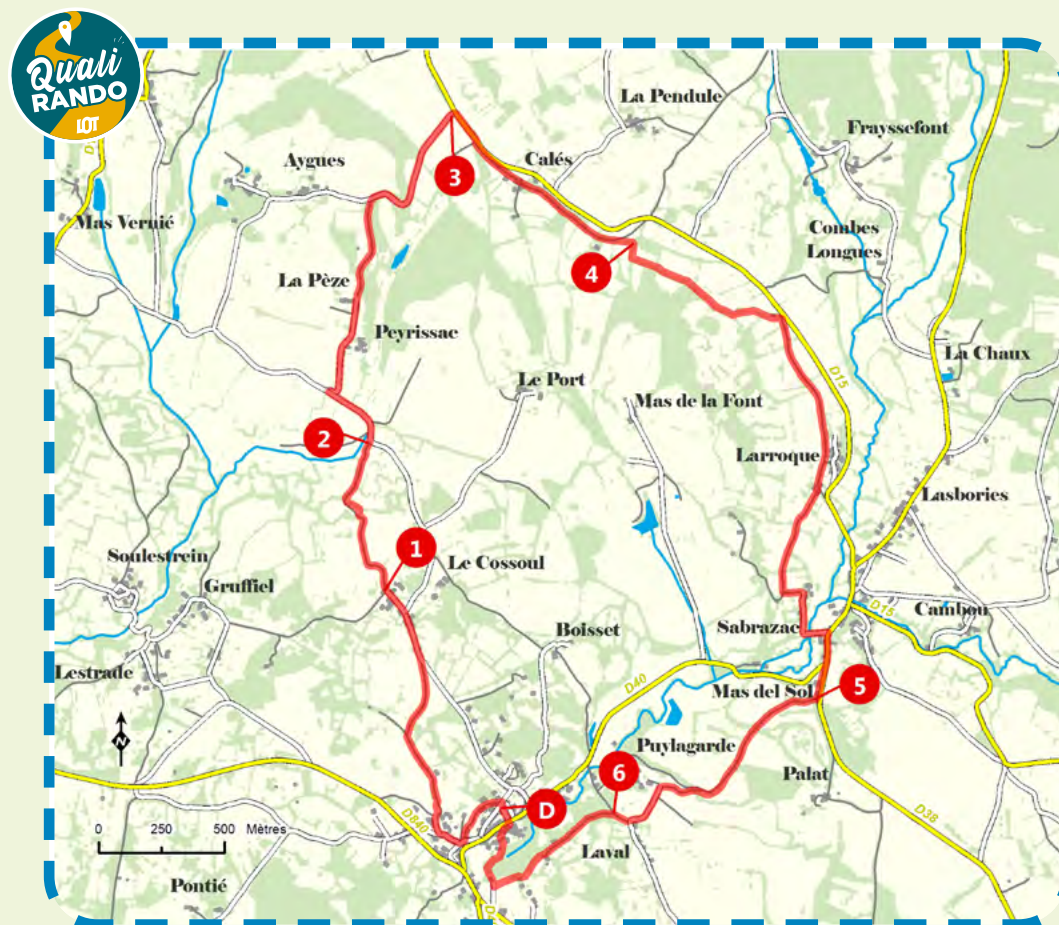 Quali
RANDO
LOT
La Pendule
Frayssefont
Aygues
Calés
3
Mas Vernié
Combes
Longues
4
La Pèze
Peyrissac
La Chaux
D15
Le Port
Mas de la Font
2
Larroque
Lasbories
1
Le Cossoul
Soulestrein
Gruffiel
D15
Cambou
Sabrazac
Boisset
Lestrade
D40
Mas del Sol
5
N
Puylagarde
6
Palat
D
0 250 500 Mètres
D840
D38
Laval
Pontié